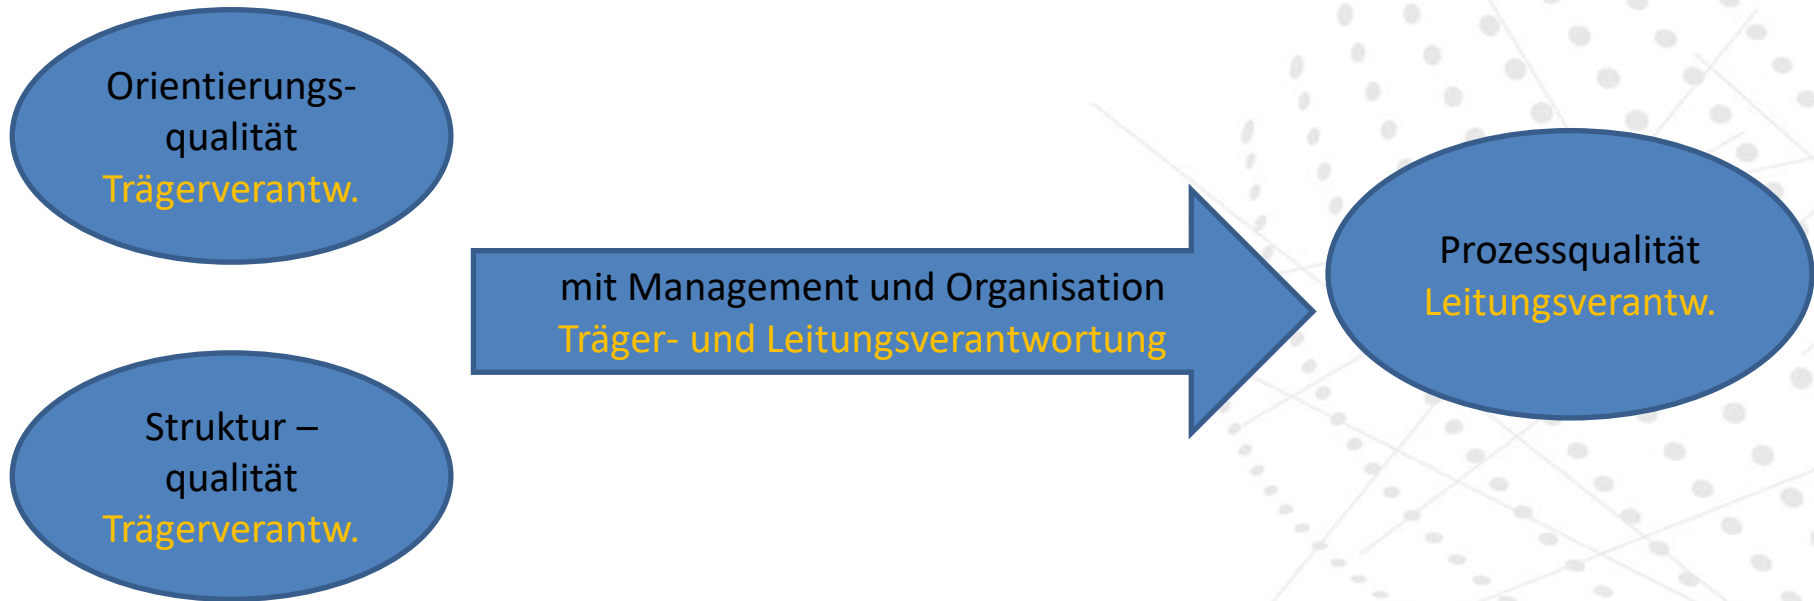 Orientierungs-
qualität
Trägerverantw.
Struktur –
qualität
Trägerverantw.
mit Management und Organisation
Träger- und Leitungsverantwortung
Prozessqualität
Leitungsverantw.